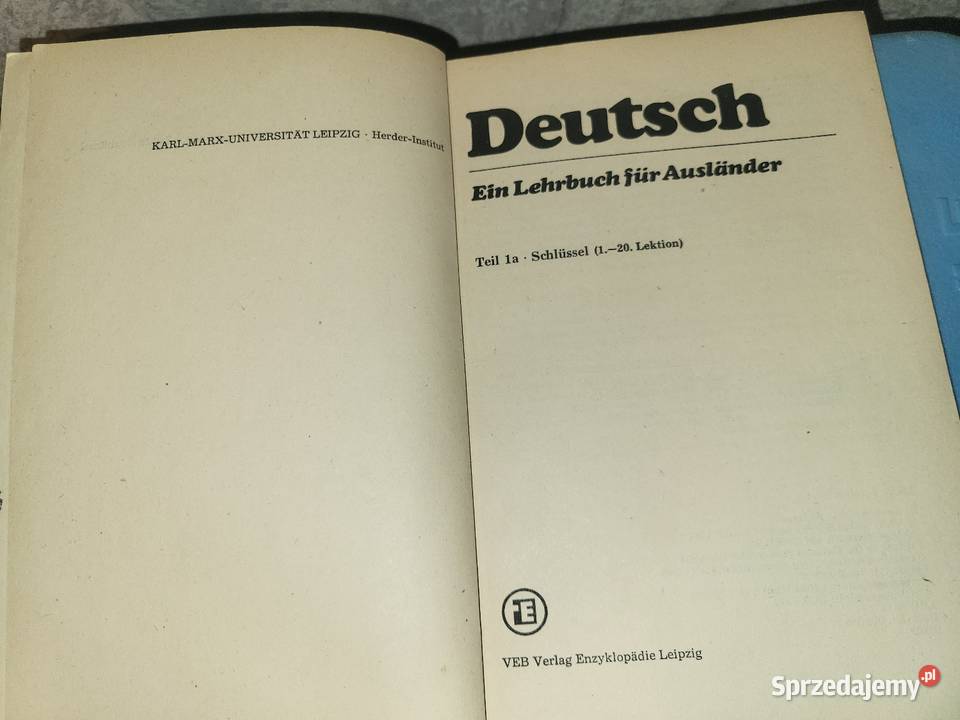 KARL-MARX-UNIVERSITÄT LEIPZIG · Herder-Institut
Deutsch
Ein Lehrbuch für Ausländer
Teil 1a · Schlüssel (1.—20. Lektion)
VEB Verlag Enzyklopädie Leipzig
Sprzedajemy.pl